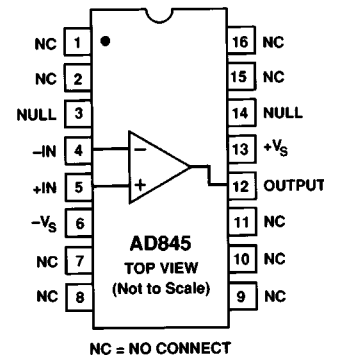 NC 1 16 NC
NC 2 15 NC
NULL 3 14 NULL
–IN 4 – 13 +VS
+IN 5 + 12 OUTPUT
–VS 6 11 NC
AD845
NC 7 TOP VIEW 10 NC
NC 8 (Not to Scale) 9 NC
NC = NO CONNECT